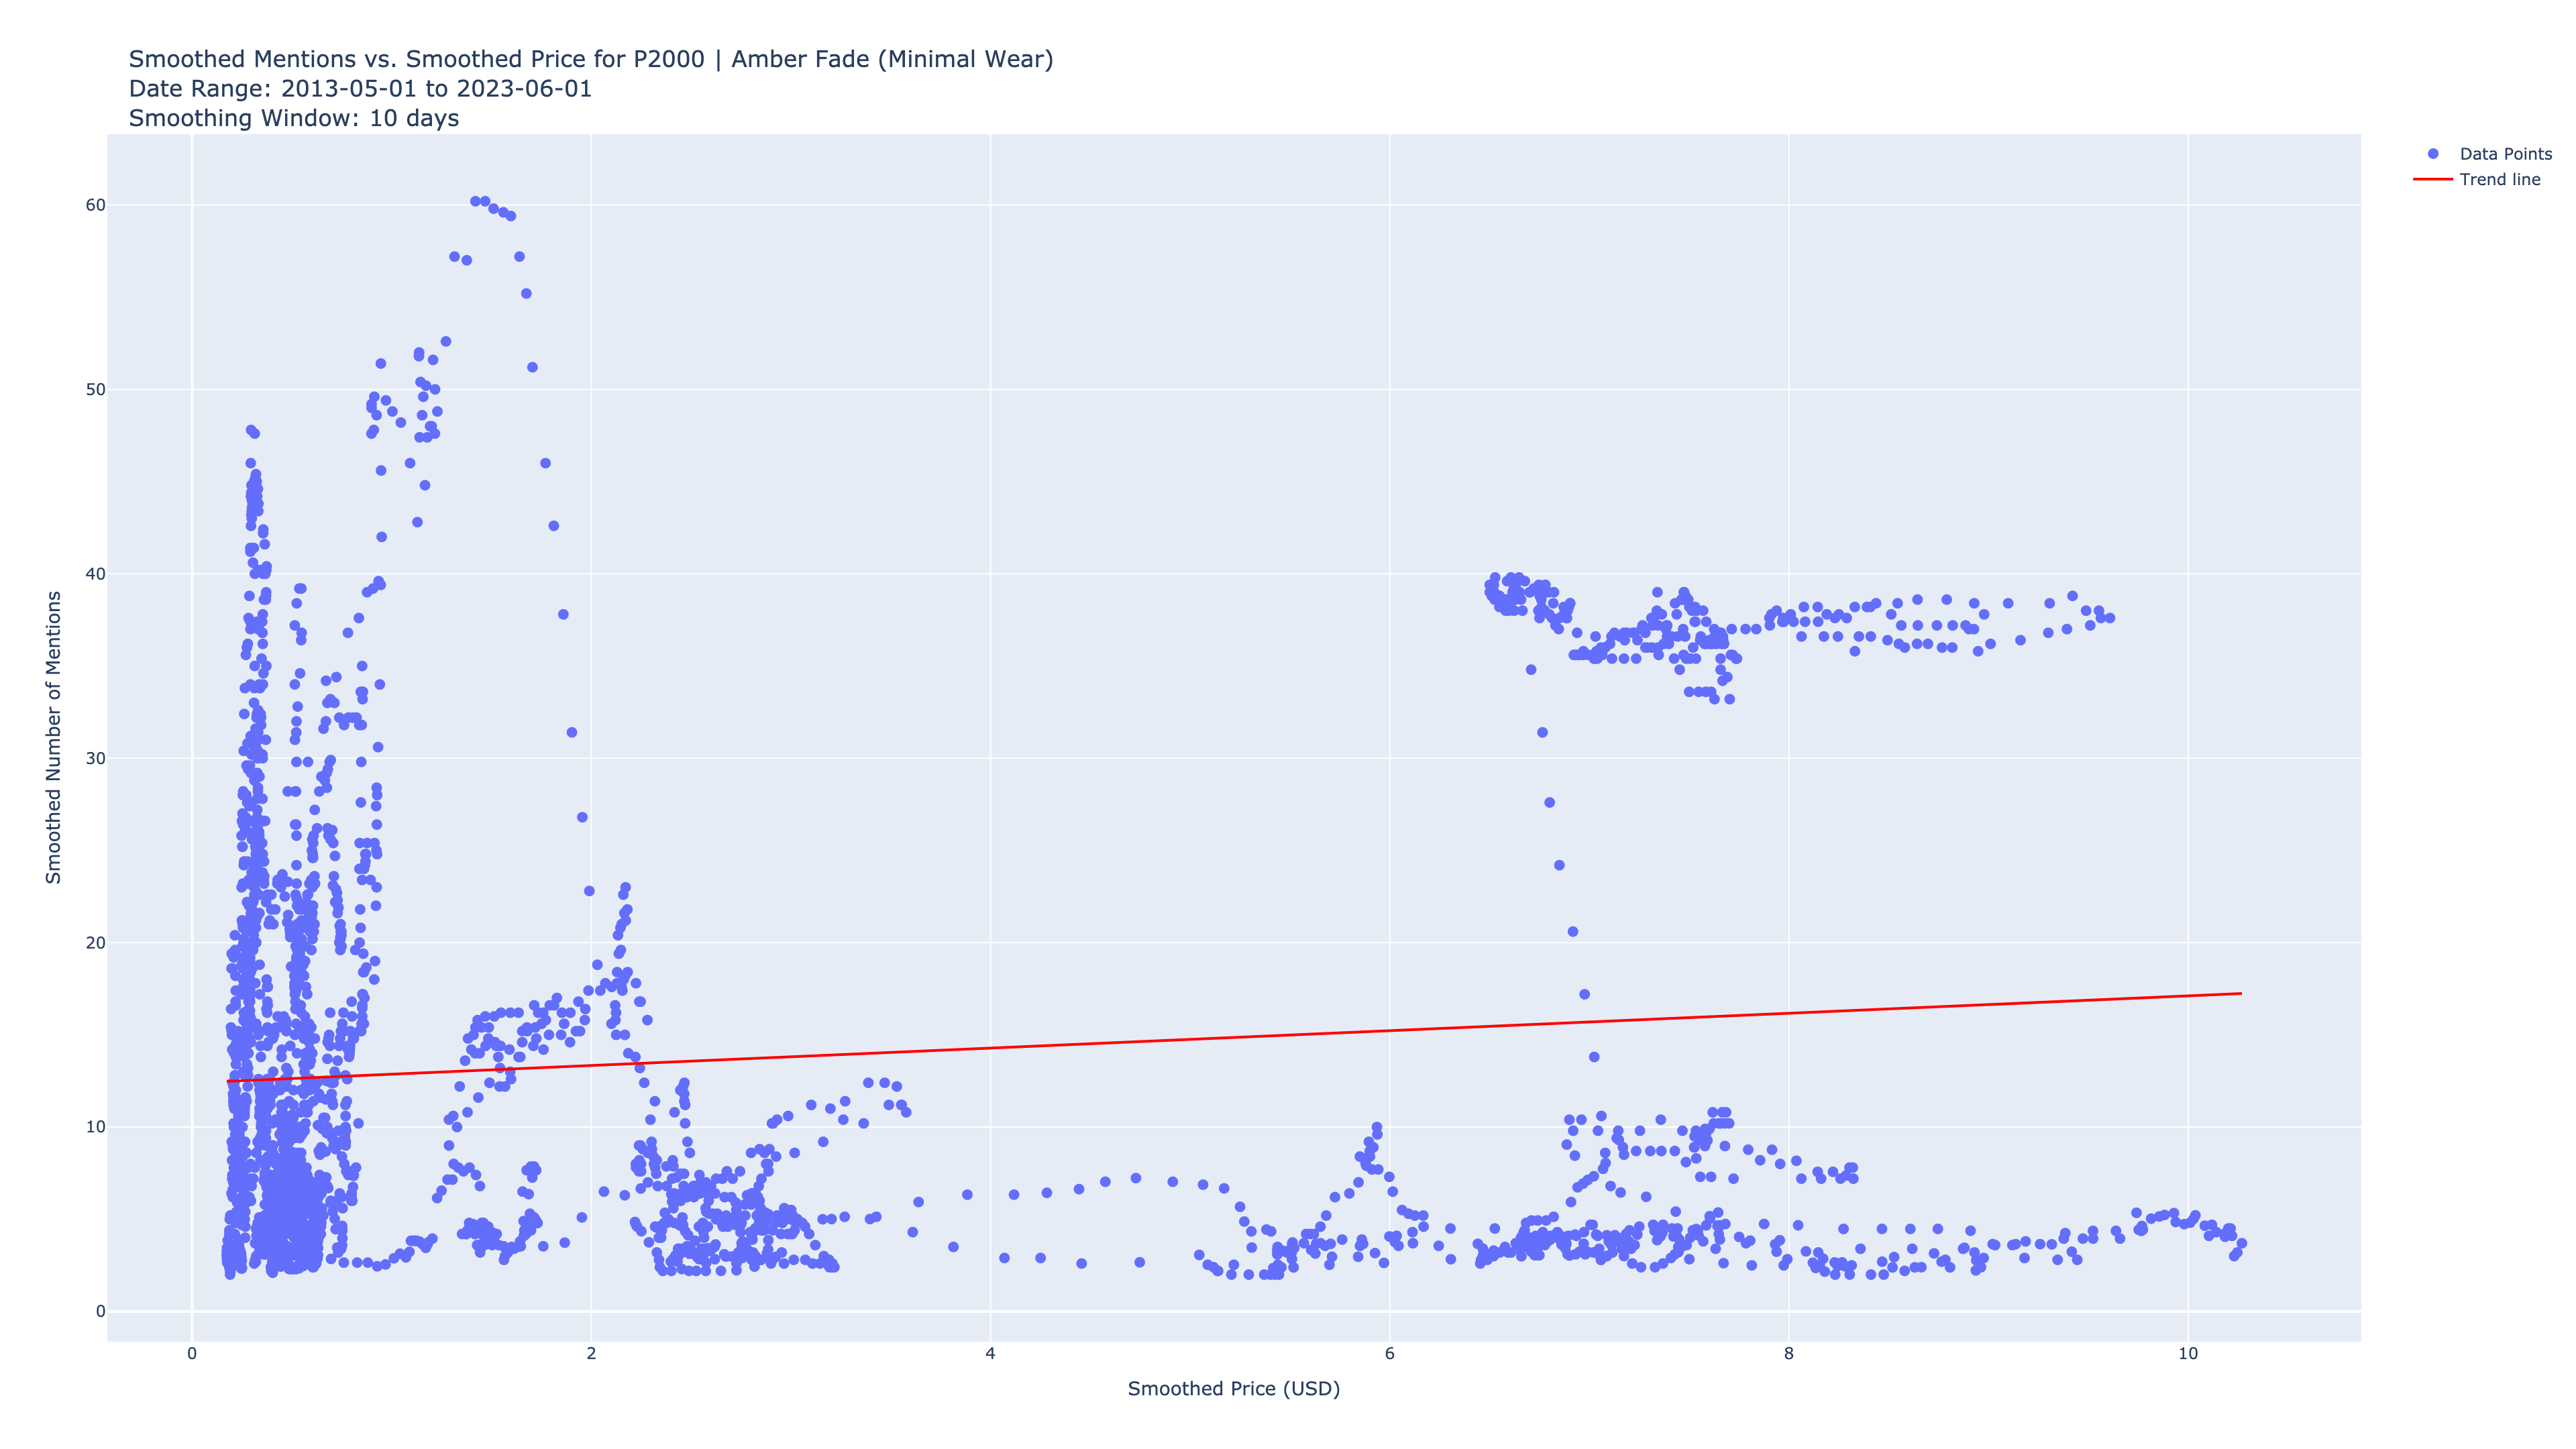 Smoothed Mentions vs. Smoothed Price for P2000 | Amber Fade (Minimal Wear)
Date Range: 2013-05-01 to 2023-06-01
Smoothing Window: 10 days
Data Points
Trend line
Smoothed Number of Mentions
60
50
40
30
20
10
0
0 2 4 6 8 10
Smoothed Price (USD)